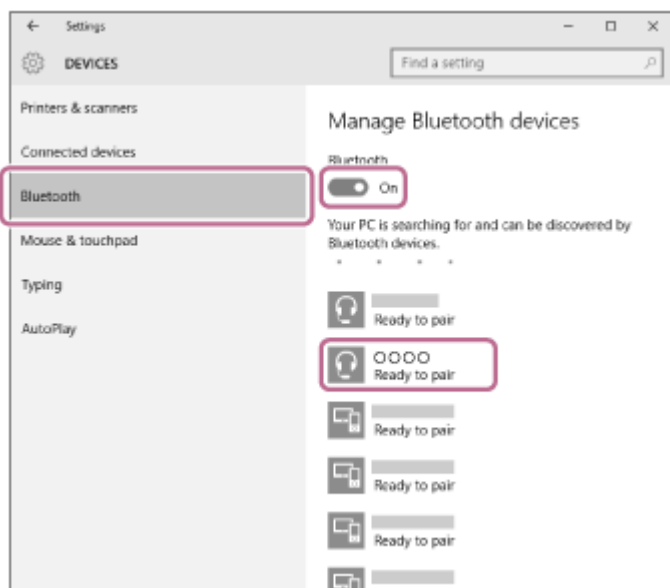 Settings
DEVICES
Find a setting
Printers & scanners
Connected devices
Bluetooth
Mouse & touchpad
Typing
AutoPlay
Manage Bluetooth devices
Bluetooth
On
Your PC is searching for and can be discovered by
Bluetooth devices.
Ready to pair
OOOO
Ready to pair
Ready to pair
Ready to pair
Ready to pair